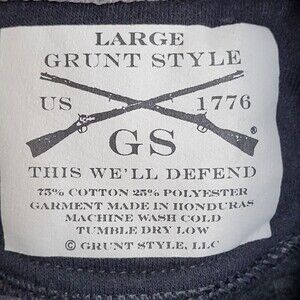 LARGE
GRUNT STYLE
US 1776
GS ®
THIS WE'LL DEFEND
75% COTTON 25% POLYESTER
GARMENT MADE IN HONDURAS
MACHINE WASH COLD
TUMBLE DRY LOW
© GRUNT STYLE, LLC